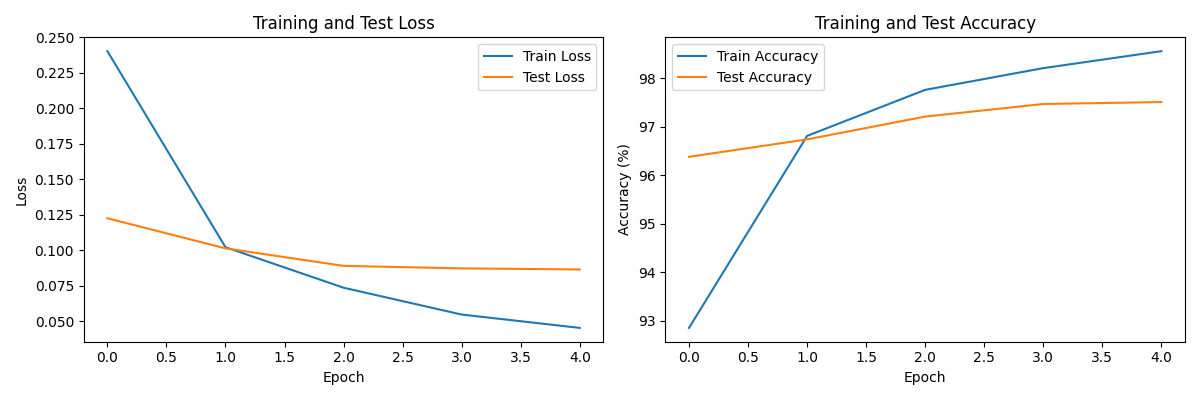 Training and Test Loss
Train Loss
Test Loss
0.250
0.225
0.200
0.175
0.150
0.125
0.100
0.075
0.050
Loss
0.0 0.5 1.0 1.5 2.0 2.5 3.0 3.5 4.0
Epoch
Training and Test Accuracy
Train Accuracy
Test Accuracy
98
97
96
95
94
93
Accuracy (%)
0.0 0.5 1.0 1.5 2.0 2.5 3.0 3.5 4.0
Epoch